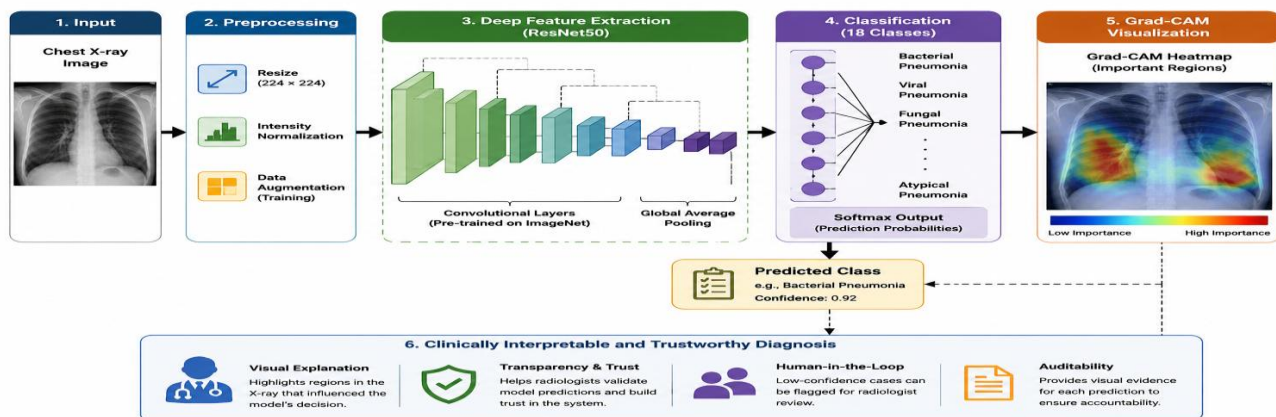 1. Input
Chest X-ray
Image
2. Preprocessing
Resize
(224 × 224)
Intensity
Normalization
Data
Augmentation
(Training)
3. Deep Feature Extraction
(ResNet50)
Convolutional Layers
(Pre-trained on ImageNet)
Global Average
Pooling
4. Classification
(18 Classes)
Bacterial
Pneumonia
Viral
Pneumonia
Fungal
Pneumonia
Atypical
Pneumonia
Softmax Output
(Prediction Probabilities)
5. Grad-CAM
Visualization
Grad-CAM Heatmap
(Important Regions)
Low Importance
High Importance
Predicted Class
e.g., Bacterial Pneumonia
Confidence: 0.92
6. Clinically Interpretable and Trustworthy Diagnosis
Visual Explanation
Highlights regions in the
X-ray that influenced the
model's decision.
Transparency & Trust
Helps radiologists validate
model predictions and build
trust in the system.
Human-in-the-Loop
Low-confidence cases can
be flagged for radiologist
review.
Auditability
Provides visual evidence
for each prediction to
ensure accountability.